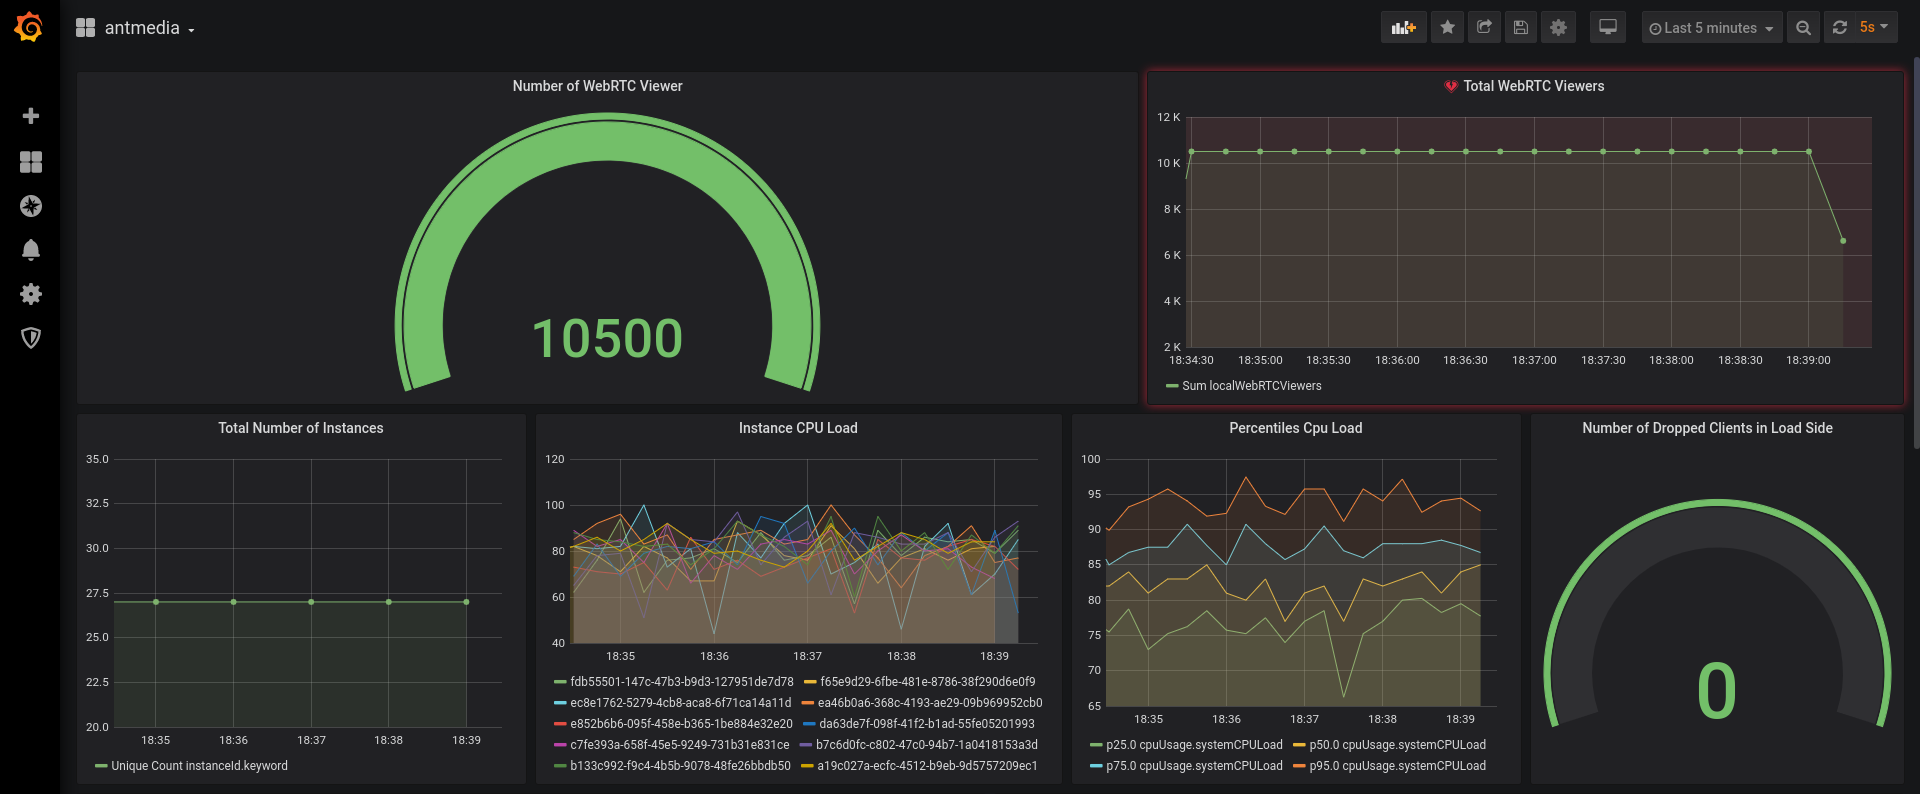 antmedia
Last 5 minutes
5s
Number of WebRTC Viewer
10500
Total WebRTC Viewers
12 K
10 K
8 K
6 K
4 K
2 K
18:34:30 18:35:00 18:35:30 18:36:00 18:36:30 18:37:00 18:37:30 18:38:00 18:38:30 18:39:00
Sum localWebRTCViewers
Total Number of Instances
35.0
32.5
30.0
27.5
25.0
22.5
20.0
18:35 18:36 18:37 18:38 18:39
Unique Count instanceId.keyword
Instance CPU Load
120
100
80
60
40
18:35 18:36 18:37 18:38 18:39
fdb55501-147c-47b3-b9d3-127951de7d78 f65e9d29-6fbe-481e-8786-38f290d6e0f9
ec8e1762-5279-4cb8-aca8-6f71ca14a11d ea46b0a6-368c-4193-ae29-09b969952cb0
e852b6b6-095f-458e-b365-1be884e32e20 da63de7f-098f-41f2-b1ad-55fe05201993
c7fe393a-658f-45e5-9249-731b31e831ce b7c6d0fc-c802-47c0-94b7-1a0418153a3d
b133c992-f9c4-4b5b-9078-48fe26bbdb50 a19c027a-ecfc-4512-b9eb-9d5757209ec1
Percentiles Cpu Load
100
95
90
85
80
75
70
65
18:35 18:36 18:37 18:38 18:39
p25.0 cpuUsage.systemCPULoad p50.0 cpuUsage.systemCPULoad
p75.0 cpuUsage.systemCPULoad p95.0 cpuUsage.systemCPULoad
Number of Dropped Clients in Load Side
0